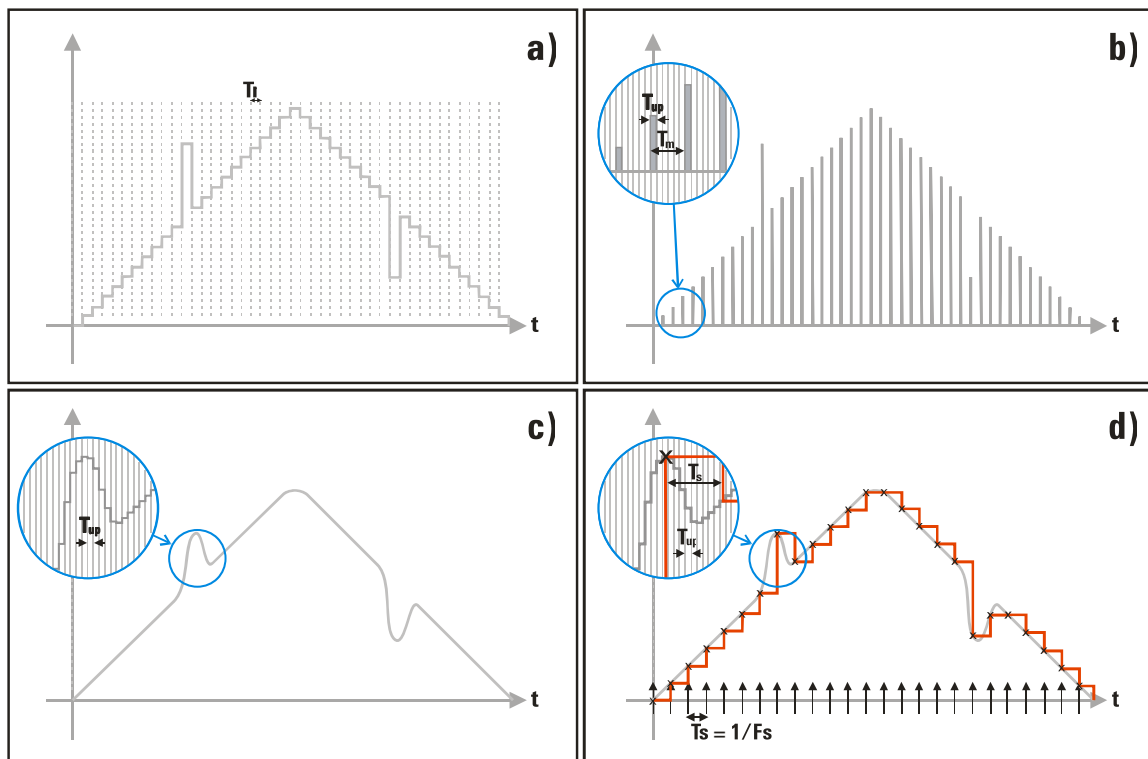 a)
T_I
t
b)
T_up
T_m
t
c)
T_up
t
d)
T_s
T_up
t
Ts = 1/Fs